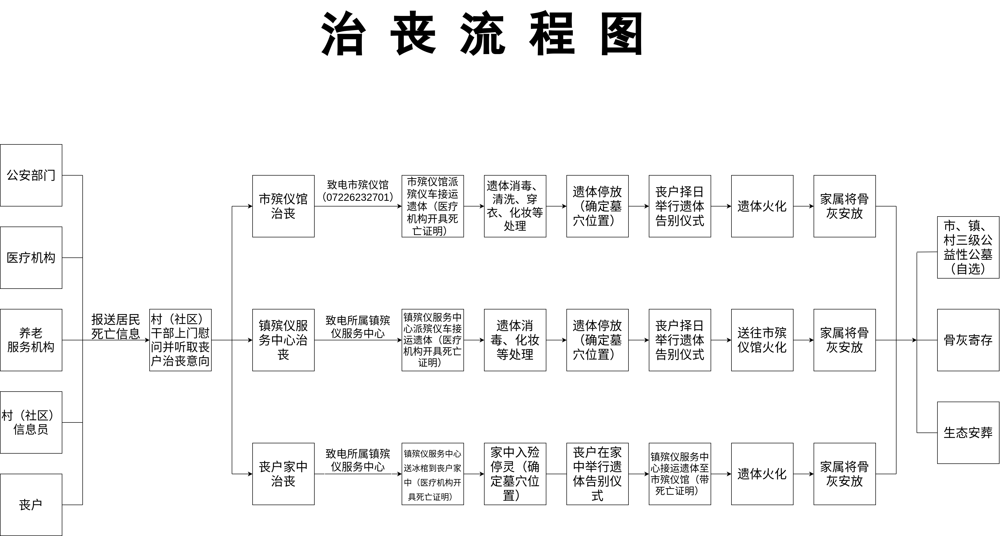 治丧流程图
公安部门
医疗机构
养老
服务机构
村（社区）
信息员
丧户
报送居民
死亡信息
村（社区）
干部上门慰
问并听取丧
户治丧意向
市殡仪馆
治丧
致电市殡仪馆
（07226232701）
市殡仪馆派
殡仪车接运
遗体（医疗
机构开具死
亡证明）
遗体消毒、
清洗、穿
衣、化妆等
处理
遗体停放
（确定墓
穴位置）
丧户择日
举行遗体
告别仪式
遗体火化
家属将骨
灰安放
镇殡仪服
务中心治
丧
致电所属镇殡
仪服务中心
镇殡仪服务中
心派殡仪车接
运遗体（医疗
机构开具死亡
证明）
遗体消
毒、化妆
等处理
遗体停放
（确定墓
穴位置）
丧户择日
举行遗体
告别仪式
送往市殡
仪馆火化
家属将骨
灰安放
丧户家中
治丧
致电所属镇殡
仪服务中心
镇殡仪服务中心
送冰棺到丧户家
中（医疗机构开
具死亡证明）
家中入殓
停灵（确
定墓穴位
置）
丧户在家
中举行遗
体告别仪
式
镇殡仪服务中
心接运遗体至
市殡仪馆（带
死亡证明）
遗体火化
家属将骨
灰安放
市、镇、
村三级公
益性公墓
（自选）
骨灰寄存
生态安葬